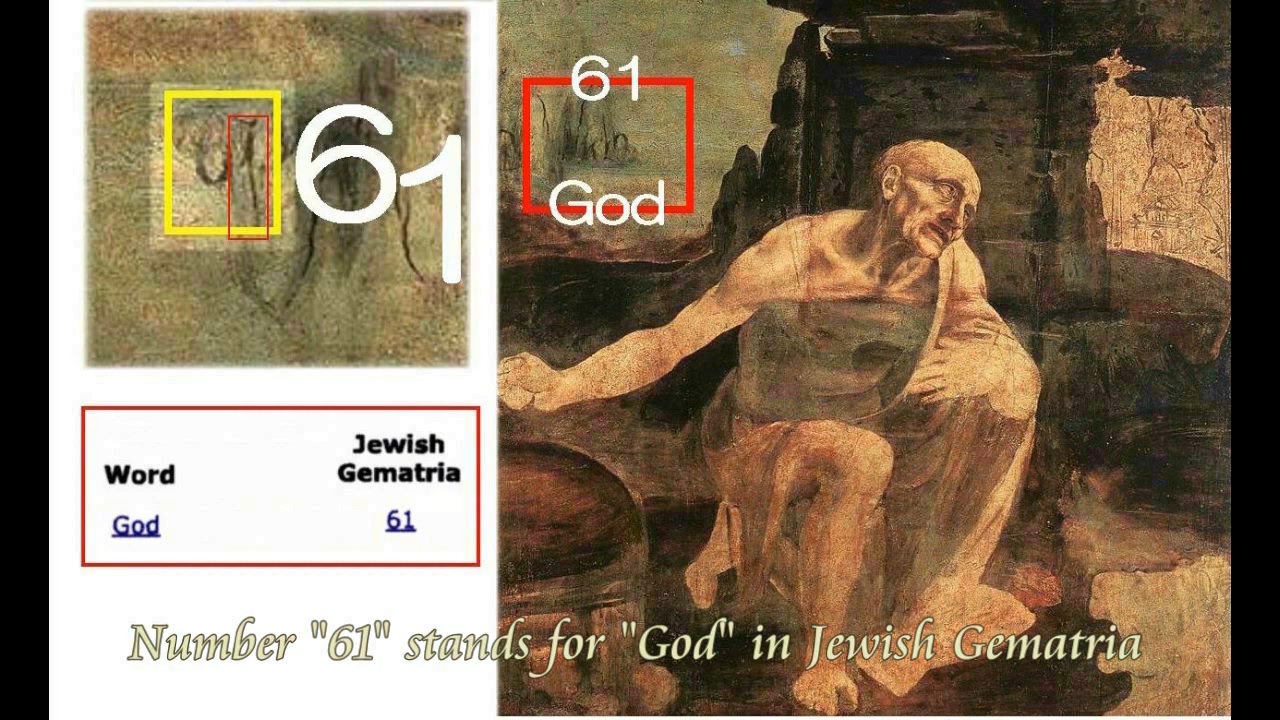 61
61
God
Jewish
Word Gematria
God 61
Number "61" stands for "God" in Jewish Gematria